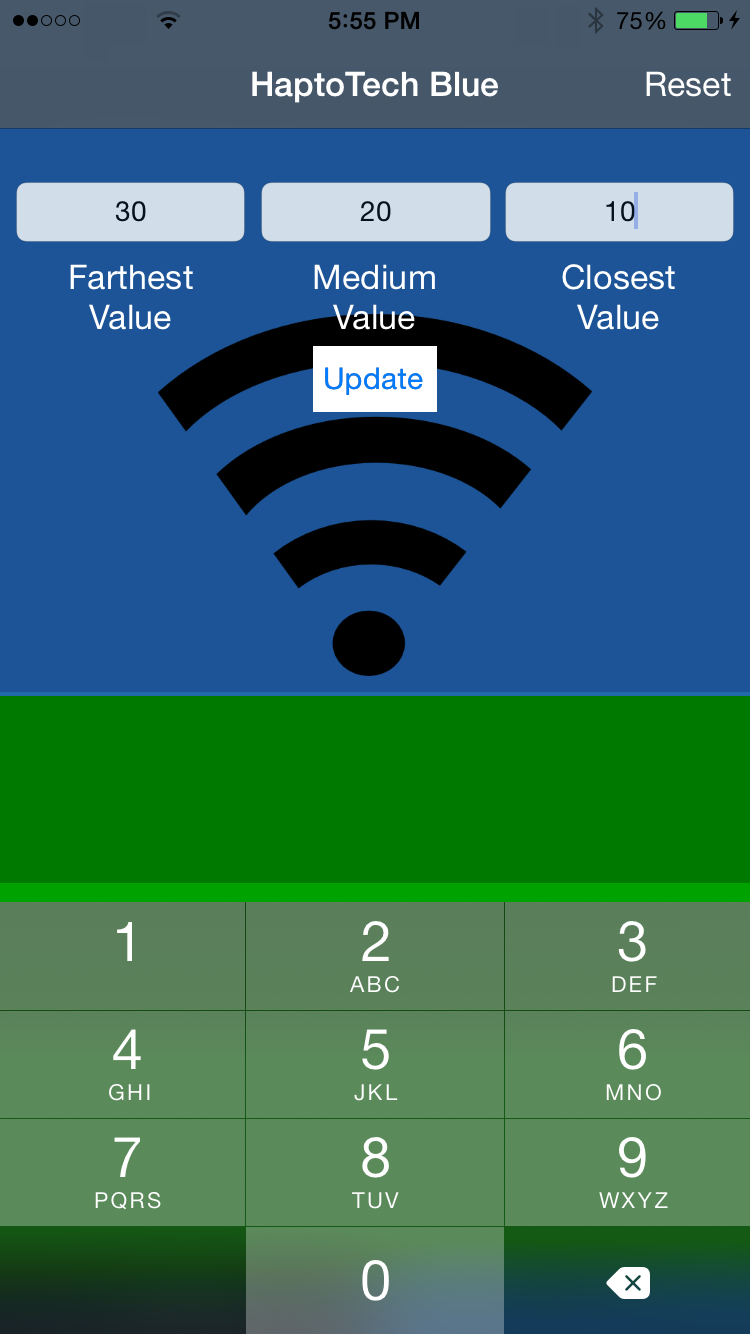 5:55 PM
75%
HaptoTech Blue
Reset
30
20
10
Farthest
Value
Medium
Value
Closest
Value
Update
1
2
ABC
3
DEF
4
GHI
5
JKL
6
MNO
7
PQRS
8
TUV
9
WXYZ
0